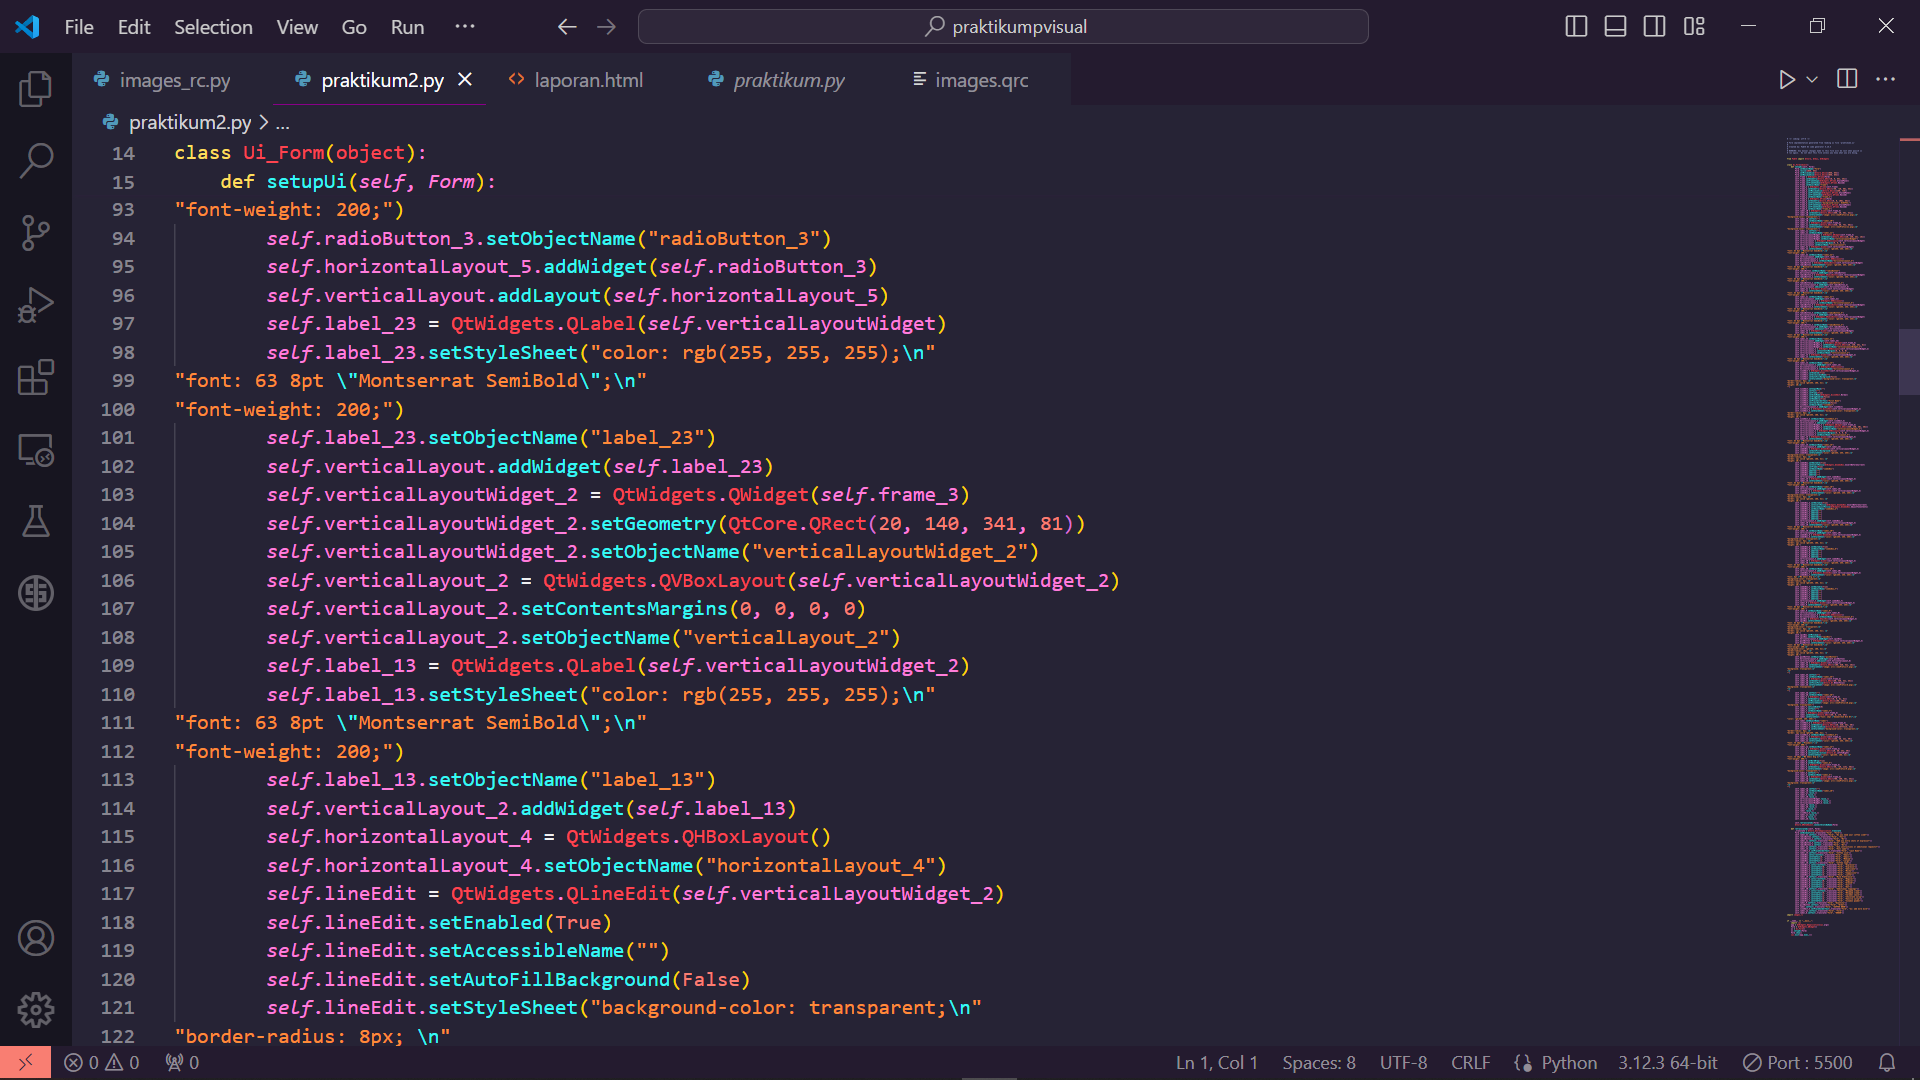 File Edit Selection View Go Run ··· praktikumpvisual
images_rc.py praktikum2.py laporan.html praktikum.py images.qrc
praktikum2.py > ...
14 class Ui_Form(object):
15 def setupUi(self, Form):
93 "font-weight: 200;")
94 self.radioButton_3.setObjectName("radioButton_3")
95 self.horizontalLayout_5.addWidget(self.radioButton_3)
96 self.verticalLayout.addLayout(self.horizontalLayout_5)
97 self.label_23 = QtWidgets.QLabel(self.verticalLayoutWidget)
98 self.label_23.setStyleSheet("color: rgb(255, 255, 255);\n"
99 "font: 63 8pt \"Montserrat SemiBold\";\n"
100 "font-weight: 200;")
101 self.label_23.setObjectName("label_23")
102 self.verticalLayout.addWidget(self.label_23)
103 self.verticalLayoutWidget_2 = QtWidgets.QWidget(self.frame_3)
104 self.verticalLayoutWidget_2.setGeometry(QtCore.QRect(20, 140, 341, 81))
105 self.verticalLayoutWidget_2.setObjectName("verticalLayoutWidget_2")
106 self.verticalLayout_2 = QtWidgets.QVBoxLayout(self.verticalLayoutWidget_2)
107 self.verticalLayout_2.setContentsMargins(0, 0, 0, 0)
108 self.verticalLayout_2.setObjectName("verticalLayout_2")
109 self.label_13 = QtWidgets.QLabel(self.verticalLayoutWidget_2)
110 self.label_13.setStyleSheet("color: rgb(255, 255, 255);\n"
111 "font: 63 8pt \"Montserrat SemiBold\";\n"
112 "font-weight: 200;")
113 self.label_13.setObjectName("label_13")
114 self.verticalLayout_2.addWidget(self.label_13)
115 self.horizontalLayout_4 = QtWidgets.QHBoxLayout()
116 self.horizontalLayout_4.setObjectName("horizontalLayout_4")
117 self.lineEdit = QtWidgets.QLineEdit(self.verticalLayoutWidget_2)
118 self.lineEdit.setEnabled(True)
119 self.lineEdit.setAccessibleName("")
120 self.lineEdit.setAutoFillBackground(False)
121 self.lineEdit.setStyleSheet("background-color: transparent;\n"
122 "border-radius: 8px; \n"
0 0 0 Ln 1, Col 1 Spaces: 8 UTF-8 CRLF Python 3.12.3 64-bit Port : 5500